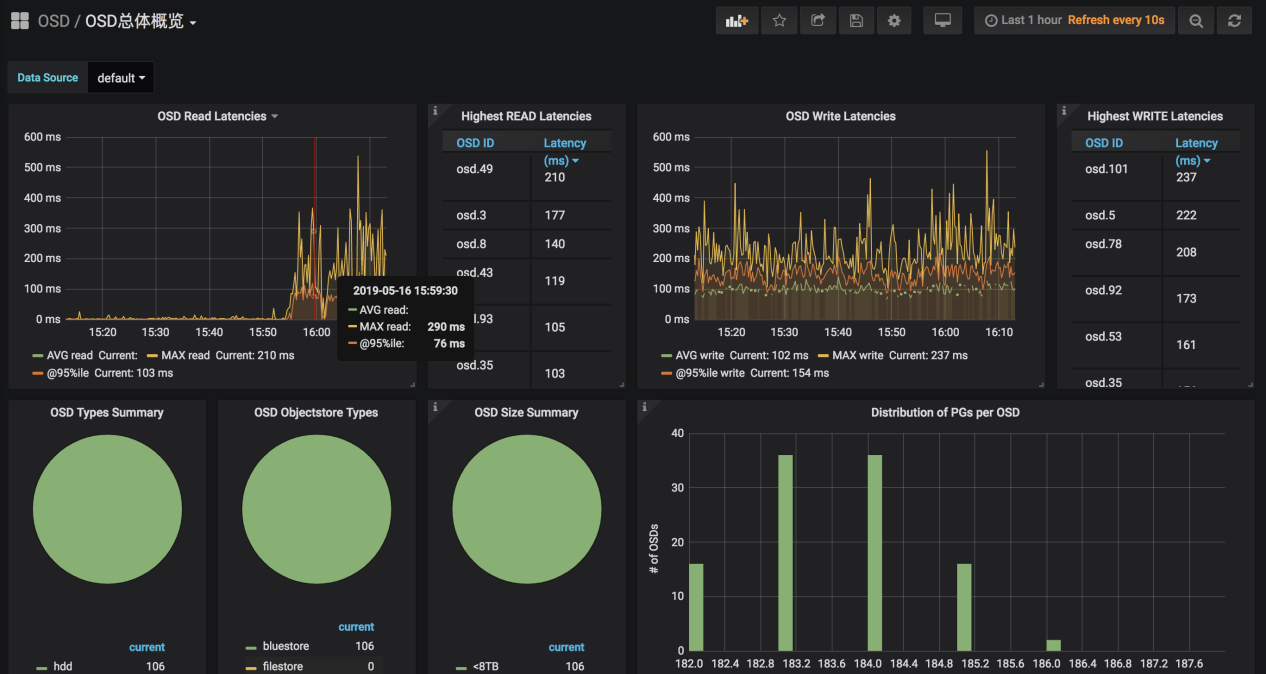 OSD / OSD总体概览
Last 1 hour Refresh every 10s
Data Source default
OSD Read Latencies
600 ms
500 ms
400 ms
300 ms
200 ms
100 ms
0 ms
15:20 15:30 15:40 15:50 16:00
2019-05-16 15:59:30
AVG read:
MAX read: 290 ms
@95%ile: 76 ms
AVG read Current: MAX read Current: 210 ms
@95%ile Current: 103 ms
Highest READ Latencies
OSD ID Latency
(ms)
osd.49 210
osd.3 177
osd.8 140
osd.43 119
.93 105
osd.35 103
OSD Write Latencies
600 ms
500 ms
400 ms
300 ms
200 ms
100 ms
0 ms
15:20 15:30 15:40 15:50 16:00 16:10
AVG write Current: 102 ms MAX write Current: 237 ms
@95%ile write Current: 154 ms
Highest WRITE Latencies
OSD ID Latency
(ms)
osd.101 237
osd.5 222
osd.78 208
osd.92 173
osd.53 161
osd.35
OSD Types Summary
current
hdd 106
OSD Objectstore Types
current
bluestore 106
filestore 0
OSD Size Summary
current
<8TB 106
Distribution of PGs per OSD
# of OSDs
40
30
20
10
0
182.0 182.4 182.8 183.2 183.6 184.0 184.4 184.8 185.2 185.6 186.0 186.4 186.8 187.2 187.6